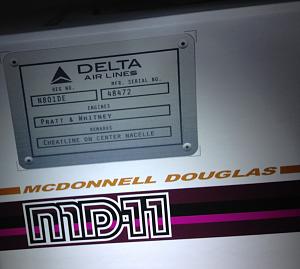 DELTA
AIR LINES
REG NO. MFG. SERIAL NO.
N801DE 48472
ENGINES
PRATT & WHITNEY
REMARKS
CHEATLINE ON CENTER NACELLE
MCDONNELL DOUGLAS
MD-11